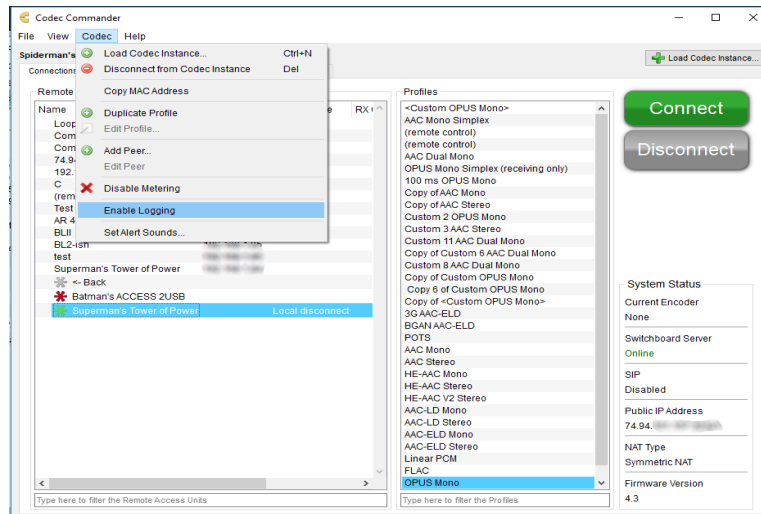 Codec Commander
File View Codec Help
Spiderman's
Load Codec Instance...
Connections
Load Codec Instance... Ctrl+N
Disconnect from Codec Instance Del
Copy MAC Address
Duplicate Profile
Edit Profile...
Add Peer...
Edit Peer
Disable Metering
Enable Logging
Set Alert Sounds...
Remote
Name RX
Loop
Com
Com
74.9
192.
C
(rem
Test
AR 4
BLII
BL2-ish
test
Superman's Tower of Power
<- Back
Batman's ACCESS 2USB
Superman's Tower of Power Local disconnect
Type here to filter the Remote Access Units
Profiles
<Custom OPUS Mono>
AAC Mono Simplex
(remote control)
(remote control)
AAC Dual Mono
OPUS Mono Simplex (receiving only)
100 ms OPUS Mono
Copy of AAC Mono
Copy of AAC Stereo
Custom 2 OPUS Mono
Custom 3 AAC Stereo
Custom 11 AAC Dual Mono
Copy of Custom 6 AAC Dual Mono
Custom 8 AAC Dual Mono
Copy of Custom OPUS Mono
Copy 6 of Custom OPUS Mono
Copy of <Custom OPUS Mono>
3G AAC-ELD
BGAN AAC-ELD
POTS
AAC Mono
AAC Stereo
HE-AAC Mono
HE-AAC Stereo
HE-AAC V2 Stereo
AAC-LD Mono
AAC-LD Stereo
AAC-ELD Mono
AAC-ELD Stereo
Linear PCM
FLAC
OPUS Mono
Type here to filter the Profiles
Connect
Disconnect
System Status
Current Encoder
None
Switchboard Server
Online
SIP
Disabled
Public IP Address
74.94.
NAT Type
Symmetric NAT
Firmware Version
4.3